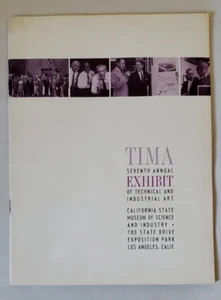 TIMA
SEVENTH ANNUAL
EXHIBIT
OF TECHNICAL AND
INDUSTRIAL ART
CALIFORNIA STATE
MUSEUM OF SCIENCE
AND INDUSTRY •
700 STATE DRIVE
EXPOSITION PARK
LOS ANGELES, CALIF.